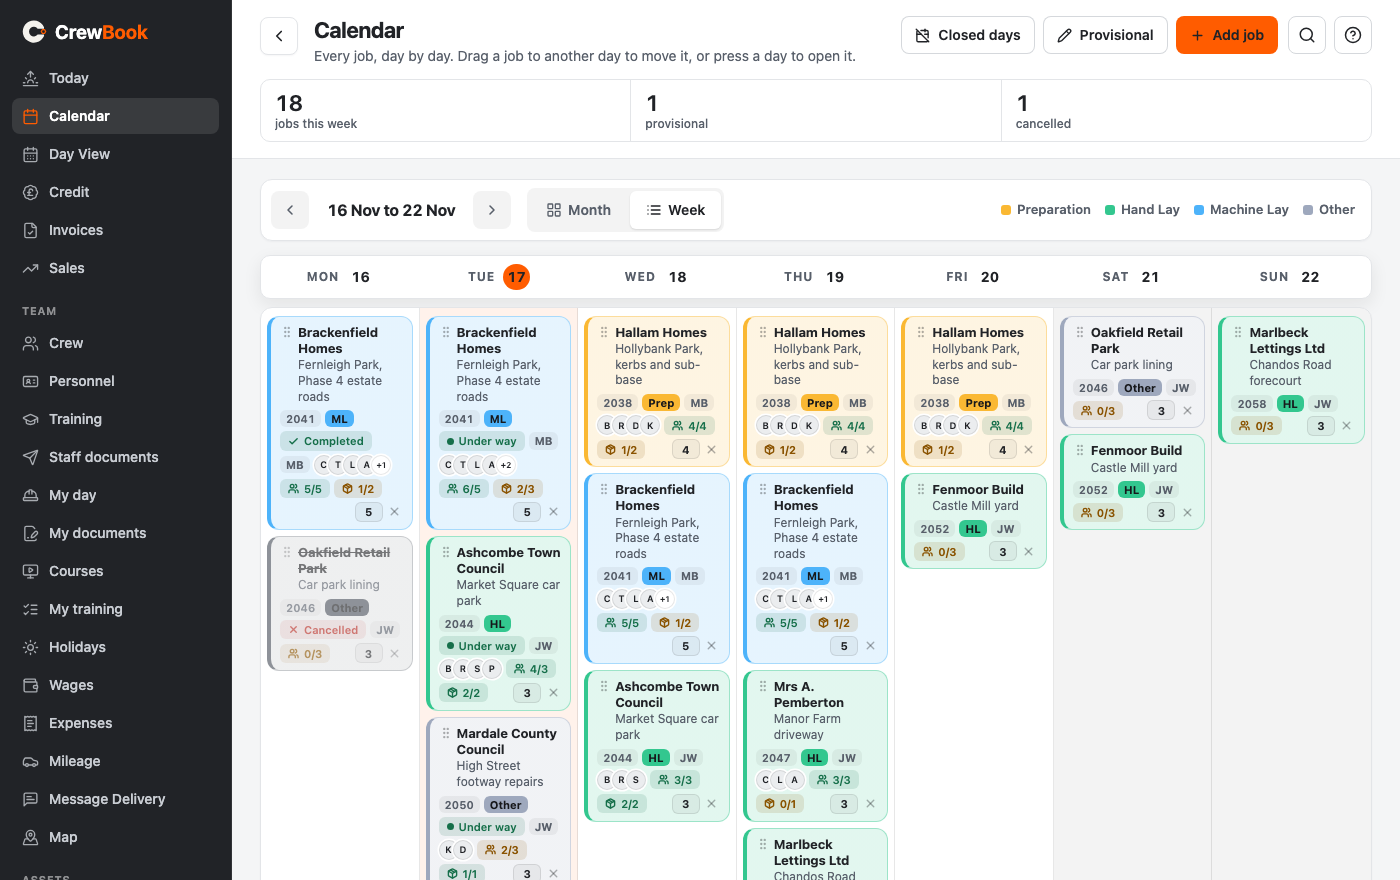 CrewBook
Today
Calendar
Day View
Credit
Invoices
Sales
TEAM
Crew
Personnel
Training
Staff documents
My day
My documents
Courses
My training
Holidays
Wages
Expenses
Mileage
Message Delivery
Map
Calendar
Every job, day by day. Drag a job to another day to move it, or press a day to open it.
Closed days
Provisional
Add job
18
jobs this week
1
provisional
1
cancelled
16 Nov to 22 Nov
Month
Week
Preparation
Hand Lay
Machine Lay
Other
MON 16
TUE 17
WED 18
THU 19
FRI 20
SAT 21
SUN 22
Brackenfield
Homes
Fernleigh Park,
Phase 4 estate
roads
2041 ML
Completed
MB C T L A +1
5/5 1/2
5
Oakfield Retail
Park
Car park lining
2046 Other
Cancelled JW
0/3 3
Brackenfield
Homes
Fernleigh Park,
Phase 4 estate
roads
2041 ML
Under way MB
C T L A +2
6/5 2/3
5
Ashcombe Town
Council
Market Square car
park
2044 HL
Under way JW
B R S P 4/3
2/2 3
Mardale County
Council
High Street
footway repairs
2050 Other
Under way JW
K D 2/3
1/1 3
Hallam Homes
Hollybank Park,
kerbs and sub-
base
2038 Prep MB
B R D K 4/4
1/2 4
Brackenfield
Homes
Fernleigh Park,
Phase 4 estate
roads
2041 ML MB
C T L A +1
5/5 1/2
5
Ashcombe Town
Council
Market Square car
park
2044 HL JW
B R S 3/3
2/2 3
Hallam Homes
Hollybank Park,
kerbs and sub-
base
2038 Prep MB
B R D K 4/4
1/2 4
Brackenfield
Homes
Fernleigh Park,
Phase 4 estate
roads
2041 ML MB
C T L A +1
5/5 1/2
5
Mrs A.
Pemberton
Manor Farm
driveway
2047 HL JW
C L A 3/3
0/1 3
Marlbeck
Lettings Ltd
Chandos Road
Hallam Homes
Hollybank Park,
kerbs and sub-
base
2038 Prep MB
B R D K 4/4
1/2 4
Fenmoor Build
Castle Mill yard
2052 HL JW
0/3 3
Oakfield Retail
Park
Car park lining
2046 Other JW
0/3 3
Fenmoor Build
Castle Mill yard
2052 HL JW
0/3 3
Marlbeck
Lettings Ltd
Chandos Road
forecourt
2058 HL JW
0/3 3